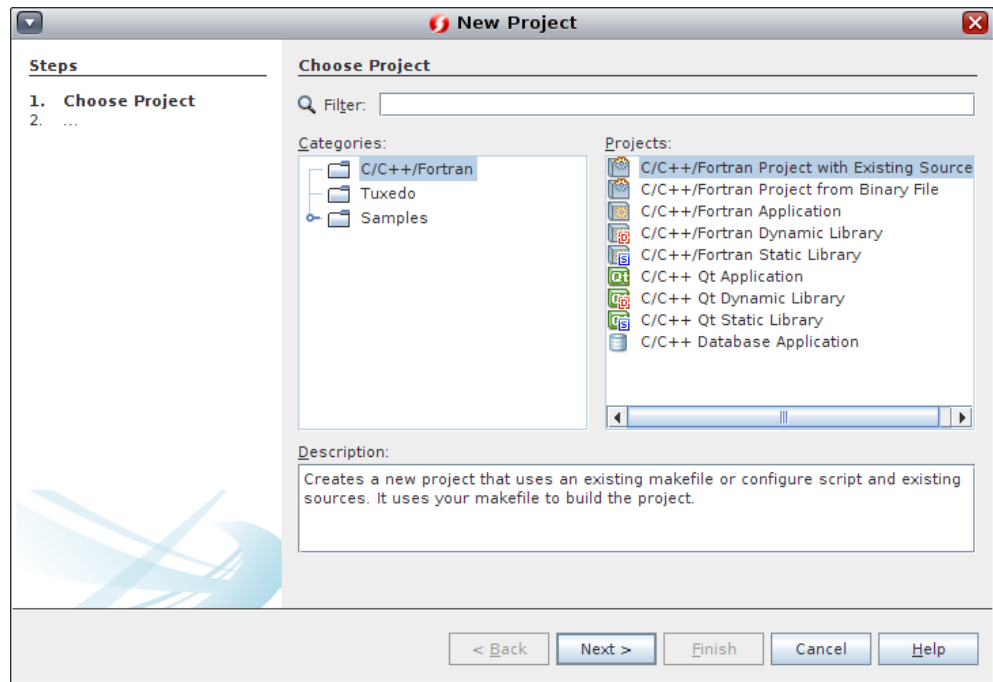 New Project
Steps
1. Choose Project
2. ...
Choose Project
Filter:
Categories:
C/C++/Fortran
Tuxedo
Samples
Projects:
C/C++/Fortran Project with Existing Source
C/C++/Fortran Project from Binary File
C/C++/Fortran Application
C/C++/Fortran Dynamic Library
C/C++/Fortran Static Library
C/C++ Qt Application
C/C++ Qt Dynamic Library
C/C++ Qt Static Library
C/C++ Database Application
Description:
Creates a new project that uses an existing makefile or configure script and existing
sources. It uses your makefile to build the project.
< Back Next > Finish Cancel Help